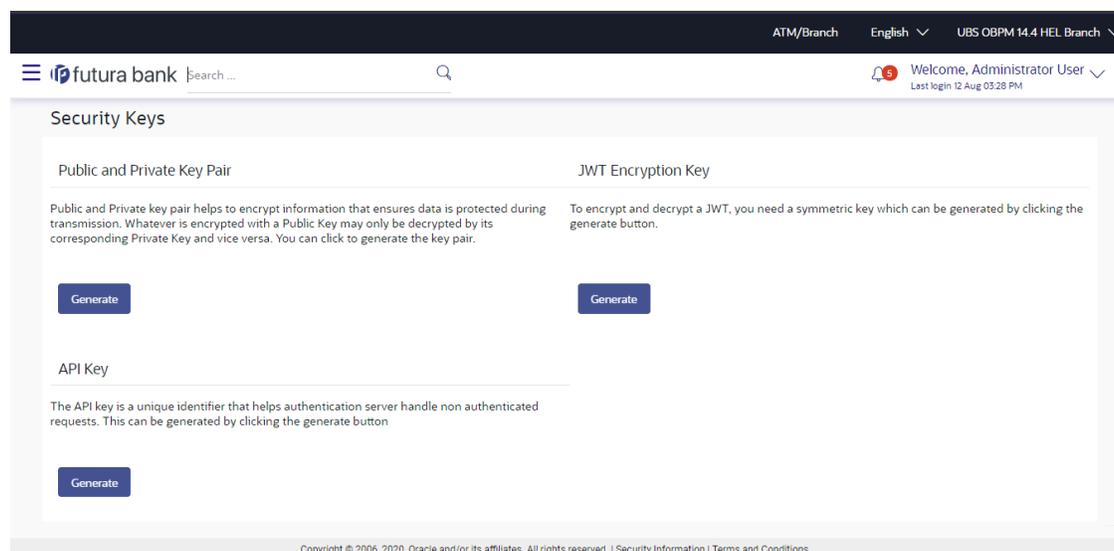 ATM/Branch English UBS OBPM 14.4 HEL Branch
futura bank Search ... 5 Welcome, Administrator User
Last login 12 Aug 03:28 PM
Security Keys
Public and Private Key Pair
Public and Private key pair helps to encrypt information that ensures data is protected during
transmission. Whatever is encrypted with a Public Key may only be decrypted by its
corresponding Private Key and vice versa. You can click to generate the key pair.
Generate
JWT Encryption Key
To encrypt and decrypt a JWT, you need a symmetric key which can be generated by clicking the
generate button.
Generate
API Key
The API key is a unique identifier that helps authentication server handle non authenticated
requests. This can be generated by clicking the generate button
Generate
Copyright © 2006, 2020, Oracle and/or its affiliates. All rights reserved. | Security Information | Terms and Conditions